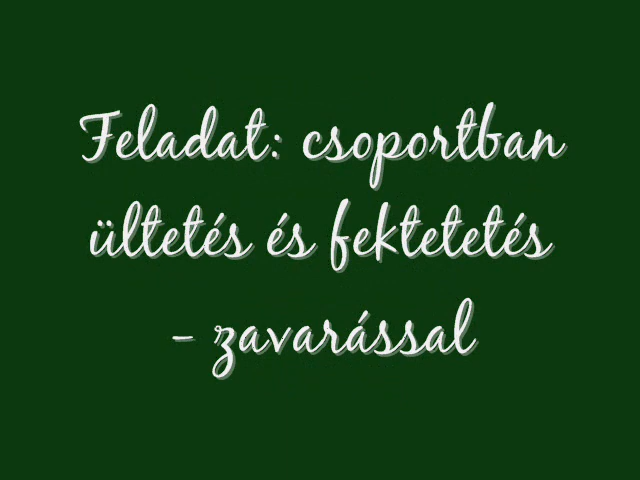 Feladat: csoportban
ültetés és fektetetés
- zavarással